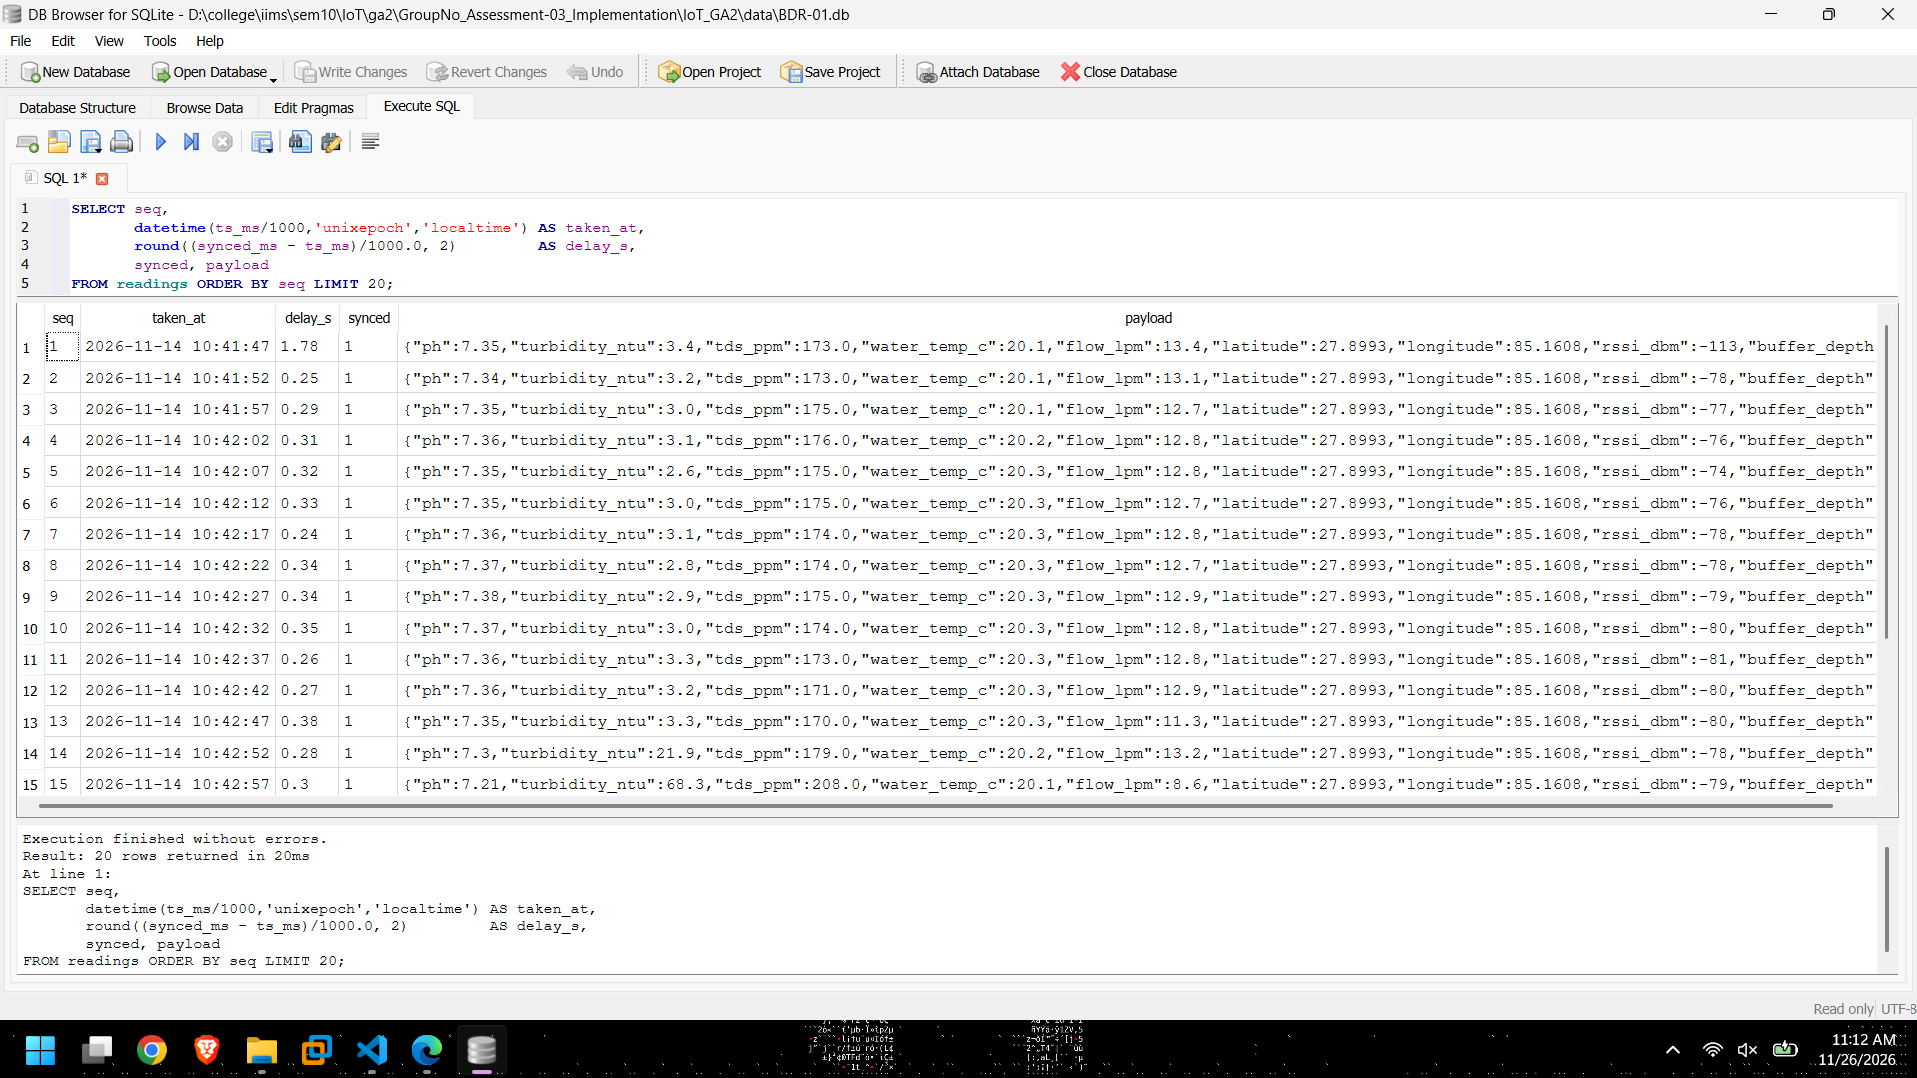 DB Browser for SQLite - D:\college\iims\sem10\IoT\ga2\GroupNo_Assessment-03_Implementation\IoT_GA2\data\BDR-01.db
File Edit View Tools Help
New Database Open Database Write Changes Revert Changes Undo Open Project Save Project Attach Database Close Database
Database Structure Browse Data Edit Pragmas Execute SQL
SQL 1*
1 SELECT seq,
2 datetime(ts_ms/1000,'unixepoch','localtime') AS taken_at,
3 round((synced_ms - ts_ms)/1000.0, 2) AS delay_s,
4 synced, payload
5 FROM readings ORDER BY seq LIMIT 20;
seq taken_at delay_s synced payload
1 1 2026-11-14 10:41:47 1.78 1 {"ph":7.35,"turbidity_ntu":3.4,"tds_ppm":173.0,"water_temp_c":20.1,"flow_lpm":13.4,"latitude":27.8993,"longitude":85.1608,"rssi_dbm":-113,"buffer_depth
2 2 2026-11-14 10:41:52 0.25 1 {"ph":7.34,"turbidity_ntu":3.2,"tds_ppm":173.0,"water_temp_c":20.1,"flow_lpm":13.1,"latitude":27.8993,"longitude":85.1608,"rssi_dbm":-78,"buffer_depth"
3 3 2026-11-14 10:41:57 0.29 1 {"ph":7.35,"turbidity_ntu":3.0,"tds_ppm":175.0,"water_temp_c":20.1,"flow_lpm":12.7,"latitude":27.8993,"longitude":85.1608,"rssi_dbm":-77,"buffer_depth"
4 4 2026-11-14 10:42:02 0.31 1 {"ph":7.36,"turbidity_ntu":3.1,"tds_ppm":176.0,"water_temp_c":20.2,"flow_lpm":12.8,"latitude":27.8993,"longitude":85.1608,"rssi_dbm":-76,"buffer_depth"
5 5 2026-11-14 10:42:07 0.32 1 {"ph":7.35,"turbidity_ntu":2.6,"tds_ppm":175.0,"water_temp_c":20.3,"flow_lpm":12.8,"latitude":27.8993,"longitude":85.1608,"rssi_dbm":-74,"buffer_depth"
6 6 2026-11-14 10:42:12 0.33 1 {"ph":7.35,"turbidity_ntu":3.0,"tds_ppm":175.0,"water_temp_c":20.3,"flow_lpm":12.7,"latitude":27.8993,"longitude":85.1608,"rssi_dbm":-76,"buffer_depth"
7 7 2026-11-14 10:42:17 0.24 1 {"ph":7.36,"turbidity_ntu":3.1,"tds_ppm":174.0,"water_temp_c":20.3,"flow_lpm":12.8,"latitude":27.8993,"longitude":85.1608,"rssi_dbm":-78,"buffer_depth"
8 8 2026-11-14 10:42:22 0.34 1 {"ph":7.37,"turbidity_ntu":2.8,"tds_ppm":174.0,"water_temp_c":20.3,"flow_lpm":12.7,"latitude":27.8993,"longitude":85.1608,"rssi_dbm":-78,"buffer_depth"
9 9 2026-11-14 10:42:27 0.34 1 {"ph":7.38,"turbidity_ntu":2.9,"tds_ppm":175.0,"water_temp_c":20.3,"flow_lpm":12.9,"latitude":27.8993,"longitude":85.1608,"rssi_dbm":-79,"buffer_depth"
10 10 2026-11-14 10:42:32 0.35 1 {"ph":7.37,"turbidity_ntu":3.0,"tds_ppm":174.0,"water_temp_c":20.3,"flow_lpm":12.8,"latitude":27.8993,"longitude":85.1608,"rssi_dbm":-80,"buffer_depth"
11 11 2026-11-14 10:42:37 0.26 1 {"ph":7.36,"turbidity_ntu":3.3,"tds_ppm":173.0,"water_temp_c":20.3,"flow_lpm":12.8,"latitude":27.8993,"longitude":85.1608,"rssi_dbm":-81,"buffer_depth"
12 12 2026-11-14 10:42:42 0.27 1 {"ph":7.36,"turbidity_ntu":3.2,"tds_ppm":171.0,"water_temp_c":20.3,"flow_lpm":12.9,"latitude":27.8993,"longitude":85.1608,"rssi_dbm":-80,"buffer_depth"
13 13 2026-11-14 10:42:47 0.38 1 {"ph":7.35,"turbidity_ntu":3.3,"tds_ppm":170.0,"water_temp_c":20.3,"flow_lpm":11.3,"latitude":27.8993,"longitude":85.1608,"rssi_dbm":-80,"buffer_depth"
14 14 2026-11-14 10:42:52 0.28 1 {"ph":7.3,"turbidity_ntu":21.9,"tds_ppm":179.0,"water_temp_c":20.2,"flow_lpm":13.2,"latitude":27.8993,"longitude":85.1608,"rssi_dbm":-78,"buffer_depth"
15 15 2026-11-14 10:42:57 0.3 1 {"ph":7.21,"turbidity_ntu":68.3,"tds_ppm":208.0,"water_temp_c":20.1,"flow_lpm":8.6,"latitude":27.8993,"longitude":85.1608,"rssi_dbm":-79,"buffer_depth"
Execution finished without errors.
Result: 20 rows returned in 20ms
At line 1:
SELECT seq,
datetime(ts_ms/1000,'unixepoch','localtime') AS taken_at,
round((synced_ms - ts_ms)/1000.0, 2) AS delay_s,
synced, payload
FROM readings ORDER BY seq LIMIT 20;
Read only UTF-8
11:12 AM
11/26/2026